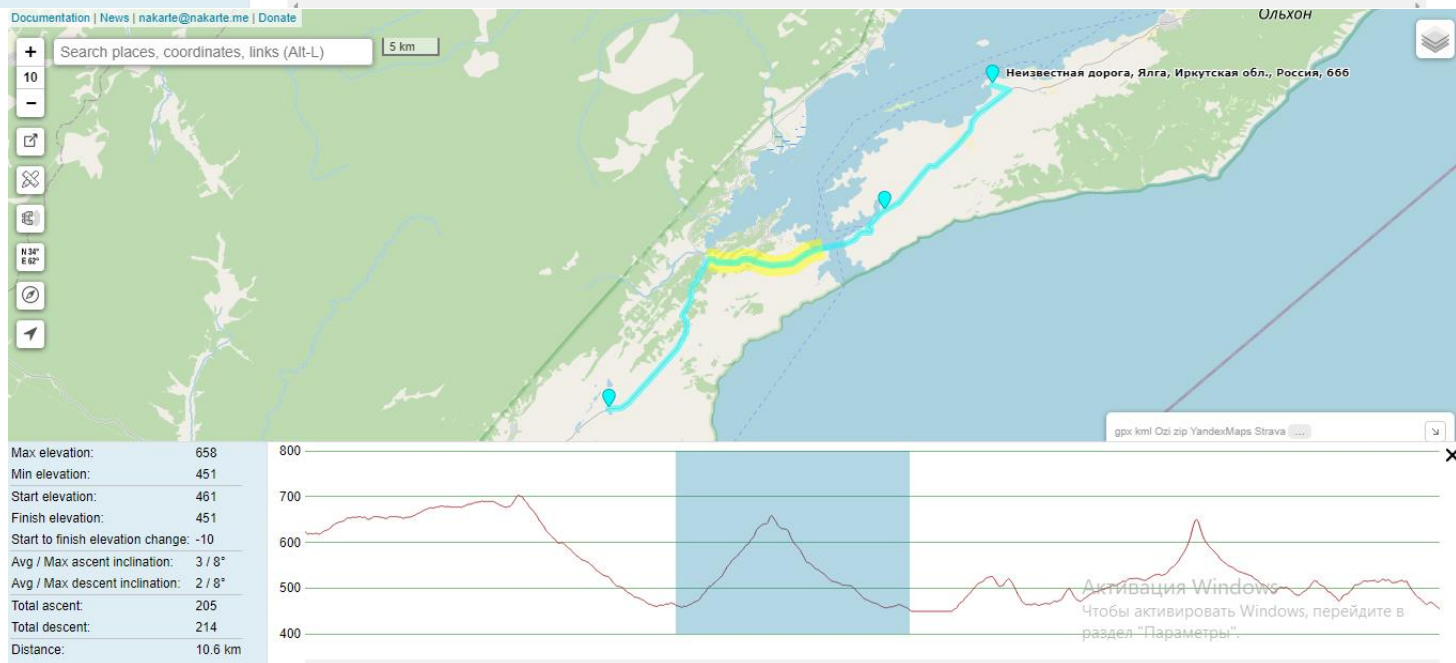 Documentation | News | nakarte@nakarte.me | Donate
Ольхон
+
Search places, coordinates, links (Alt-L)
5 km
10
−
Неизвестная дорога, Ялга, Иркутская обл., Россия, 666
N 34°
E 62°
gpx kml Ozi zip YandexMaps Strava ...
Max elevation: 658
Min elevation: 451
Start elevation: 461
Finish elevation: 451
Start to finish elevation change: -10
Avg / Max ascent inclination: 3 / 8°
Avg / Max descent inclination: 2 / 8°
Total ascent: 205
Total descent: 214
Distance: 10.6 km
800
700
600
500
400
Активация Windows
Чтобы активировать Windows, перейдите в
раздел "Параметры".